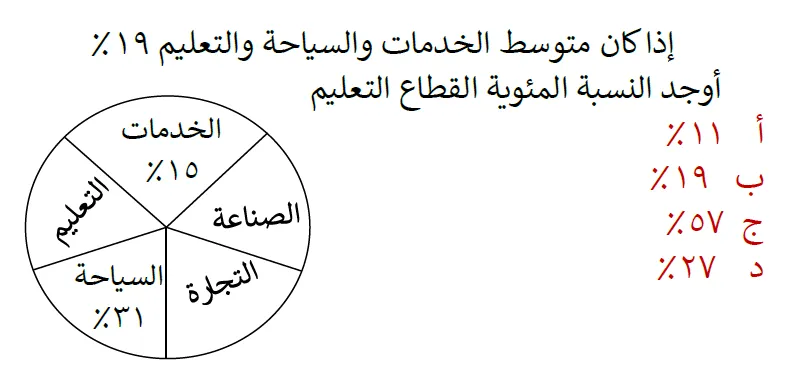 إذا كان متوسط الخدمات والسياحة والتعليم ١٩٪
أوجد النسبة المئوية القطاع التعليم
أ ١١٪
ب ١٩٪
ج ٥٧٪
د ٢٧٪
الخدمات
١٥٪
التعليم
الصناعة
السياحة
٣١٪
التجارة